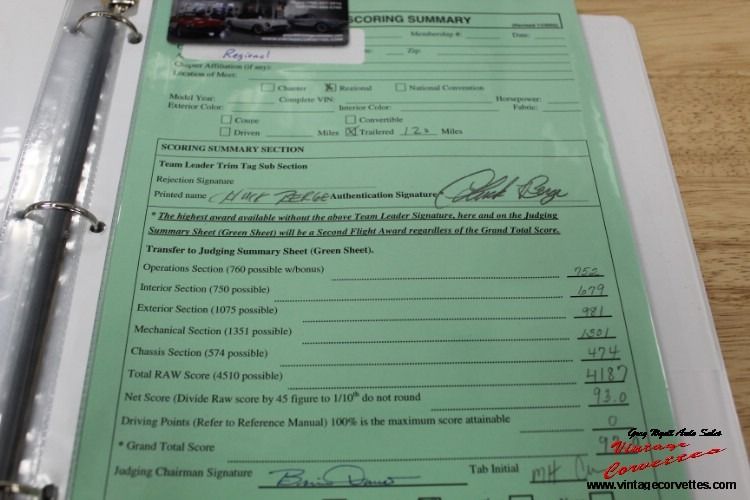 SCORING SUMMARY
Membership #: Date:
Regional
Zip:
Chapter Affiliation (if any):
Location of Meet:
Chapter Regional National Convention
Model Year: Complete VIN: Horsepower:
Exterior Color: Interior Color: Fabric:
Coupe Convertible
Driven Miles Trailered 122 Miles
SCORING SUMMARY SECTION
Team Leader Trim Tag Sub Section
Rejection Signature
Printed name CHUCK BERGE Authentication Signature Chuck Berge
* The highest award available without the above Team Leader Signature, here and on the Judging
Summary Sheet (Green Sheet) will be a Second Flight Award regardless of the Grand Total Score.
Transfer to Judging Summary Sheet (Green Sheet).
Operations Section (760 possible w/bonus) 752
Interior Section (750 possible) 679
Exterior Section (1075 possible) 981
Mechanical Section (1351 possible) 1301
Chassis Section (574 possible) 474
Total RAW Score (4510 possible) 4187
Net Score (Divide Raw score by 45 figure to 1/10th do not round 93.0
Driving Points (Refer to Reference Manual) 100% is the maximum score attainable 0
* Grand Total Score
Judging Chairman Signature Tab Initial MH
Greg Wyatt Auto Sales
Vintage
Corvettes
www.vintagecorvettes.com